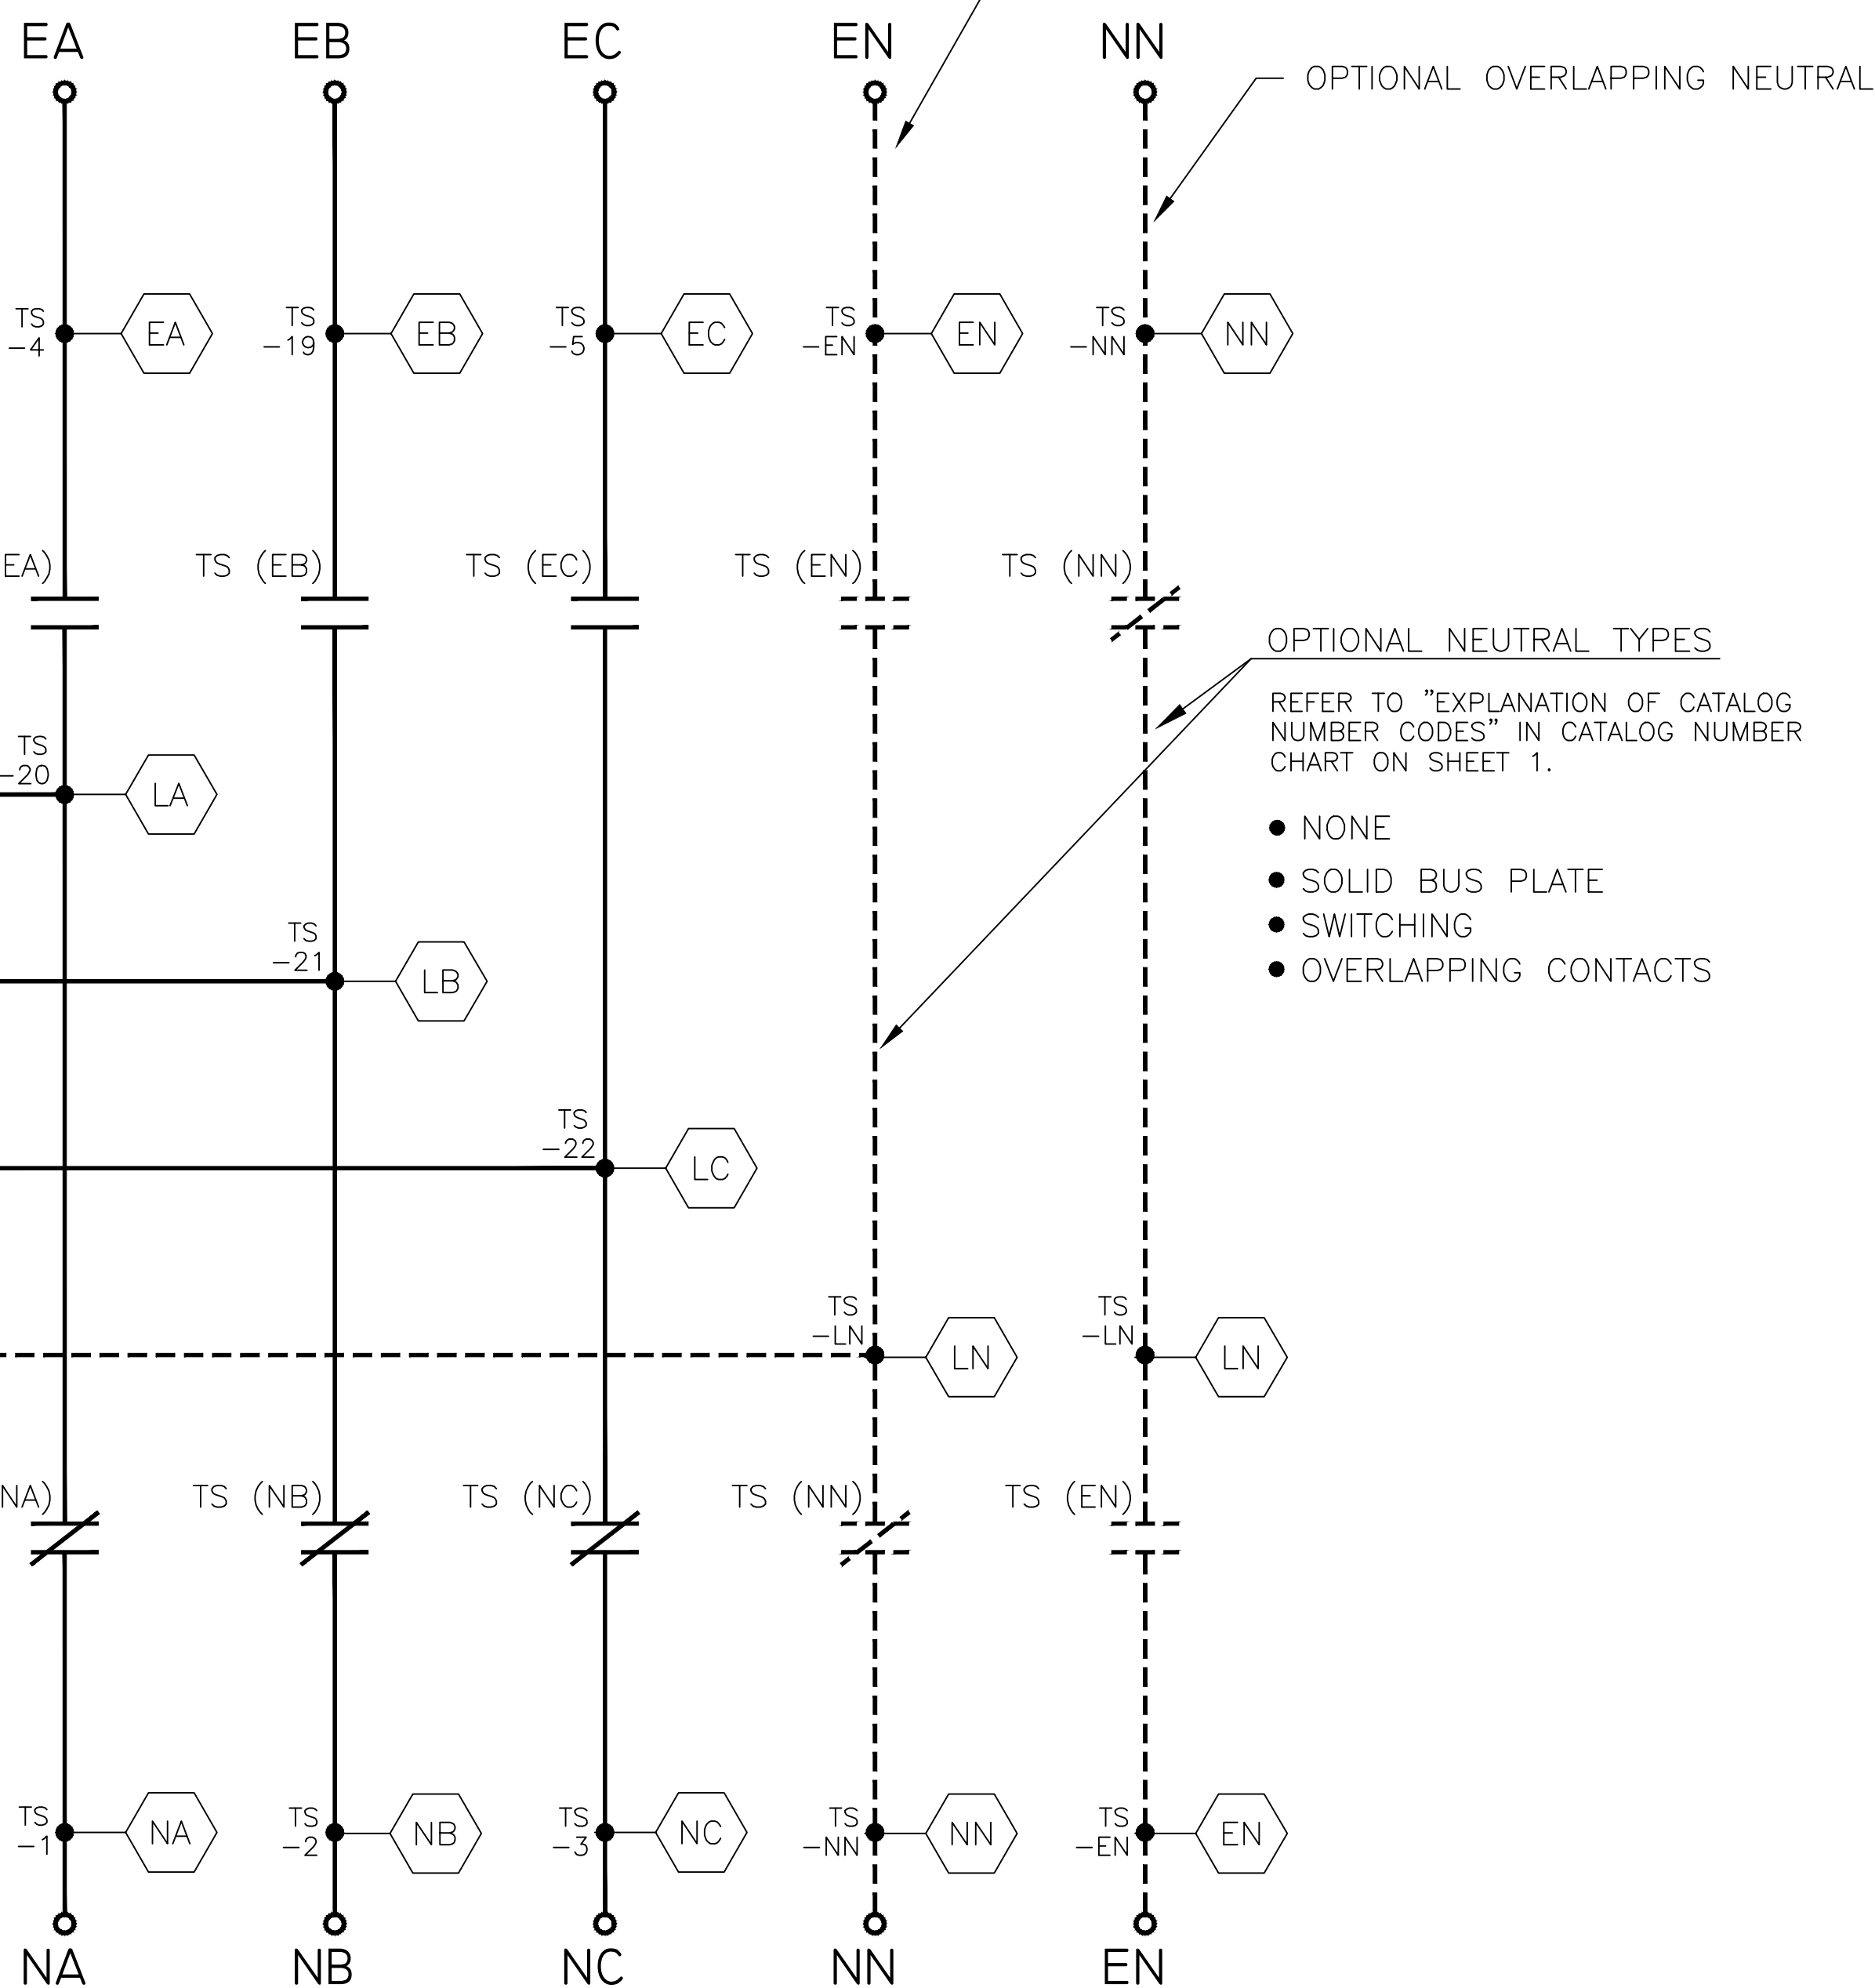 EA EB EC EN NN
OPTIONAL OVERLAPPING NEUTRAL
TS TS TS TS TS
-4 -19 -5 -EN -NN
EA EB EC EN NN
EA) TS (EB) TS (EC) TS (EN) TS (NN)
OPTIONAL NEUTRAL TYPES
REFER TO "EXPLANATION OF CATALOG
NUMBER CODES" IN CATALOG NUMBER
CHART ON SHEET 1.
TS
-20
LA
● NONE
● SOLID BUS PLATE
● SWITCHING
● OVERLAPPING CONTACTS
TS
-21
LB
TS
-22
LC
TS TS
-LN -LN
LN LN
NA) TS (NB) TS (NC) TS (NN) TS (EN)
TS TS TS TS TS
-1 -2 -3 -NN -EN
NA NB NC NN EN
NA NB NC NN EN